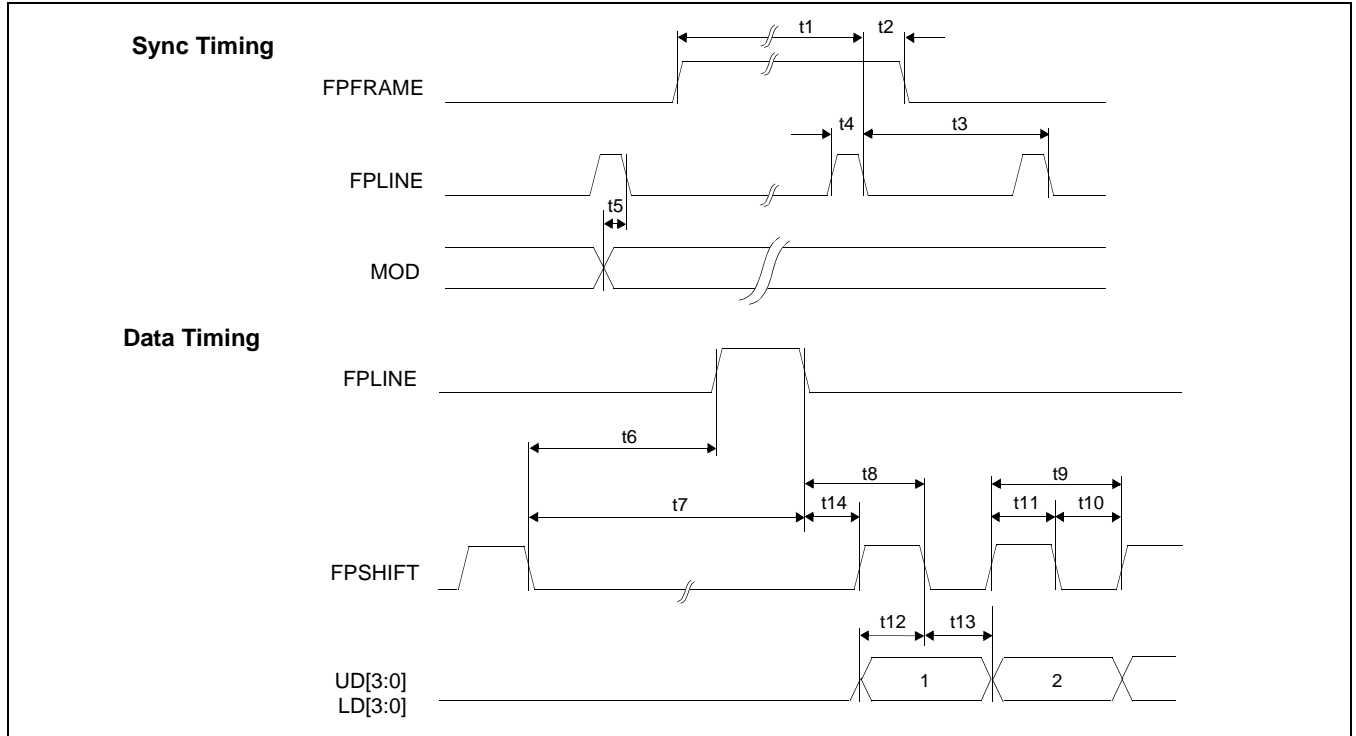 Sync Timing
t1
t2
FPFRAME
t4
t3
FPLINE
t5
MOD
Data Timing
FPLINE
t6
t8
t9
t7
t14
t11
t10
FPSHIFT
t12
t13
UD[3:0]
1
2
LD[3:0]